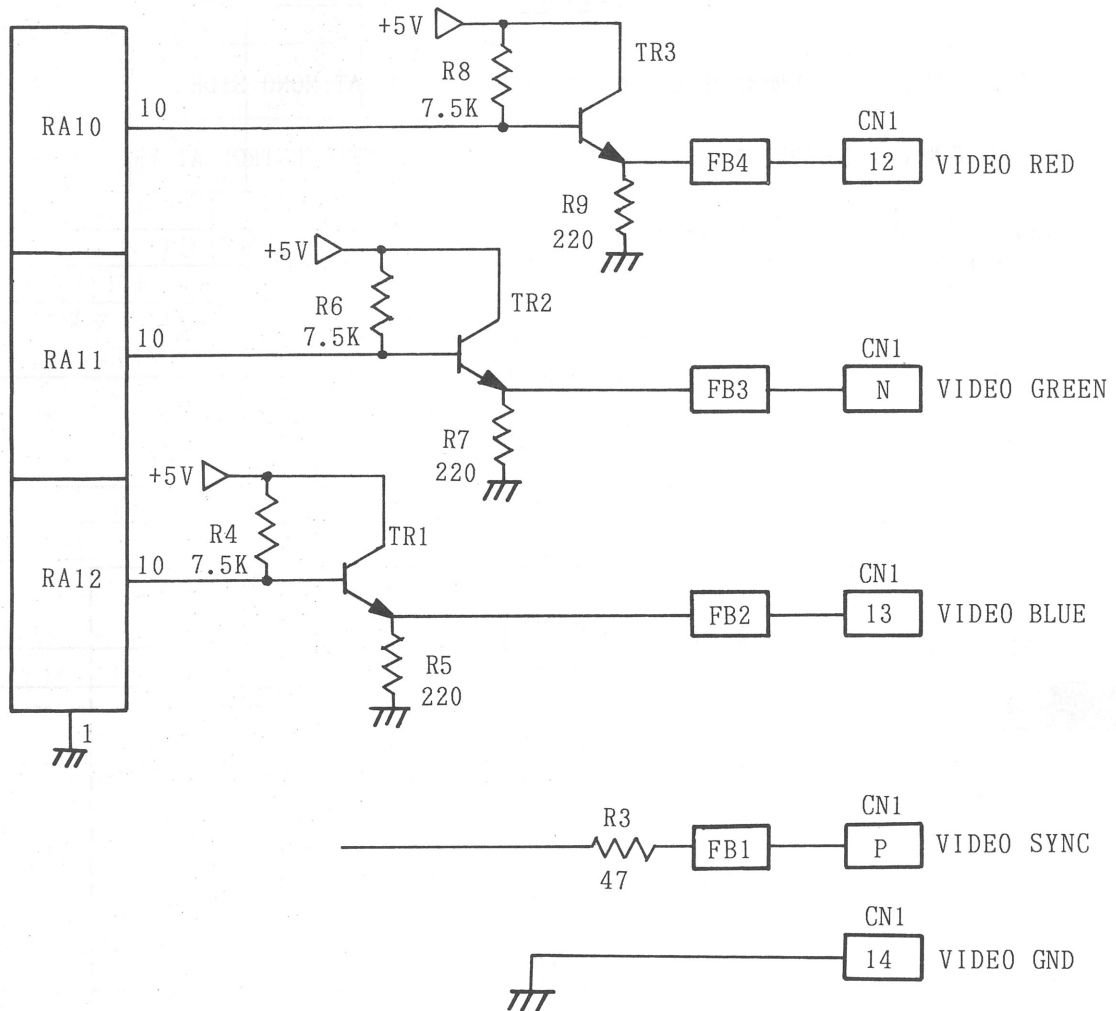 +5V
TR3
R8
7.5K
10
RA10
CN1
FB4
12
VIDEO RED
R9
220
+5V
TR2
R6
7.5K
10
RA11
CN1
FB3
N
VIDEO GREEN
R7
220
+5V
TR1
R4
7.5K
10
RA12
CN1
FB2
13
VIDEO BLUE
R5
220
1
R3
47
CN1
FB1
P
VIDEO SYNC
CN1
14
VIDEO GND